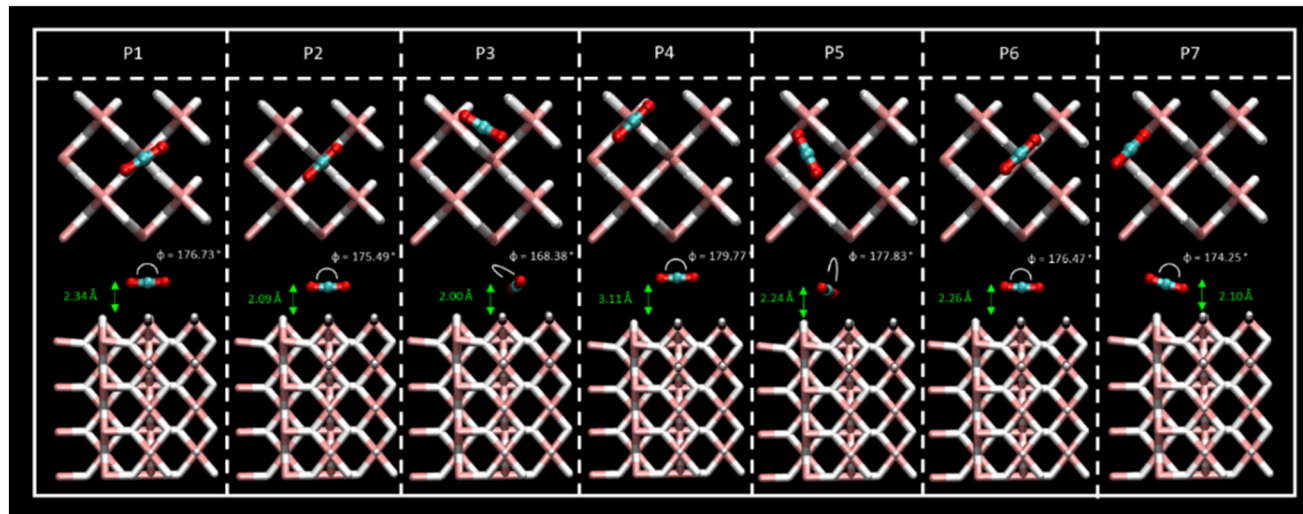 P1 P2 P3 P4 P5 P6 P7
ϕ = 176.73° ϕ = 175.49° ϕ = 168.38° ϕ = 179.77° ϕ = 177.83° ϕ = 176.47° ϕ = 174.25°
2.34 Å 2.09 Å 2.00 Å 3.11 Å 2.24 Å 2.26 Å 2.10 Å